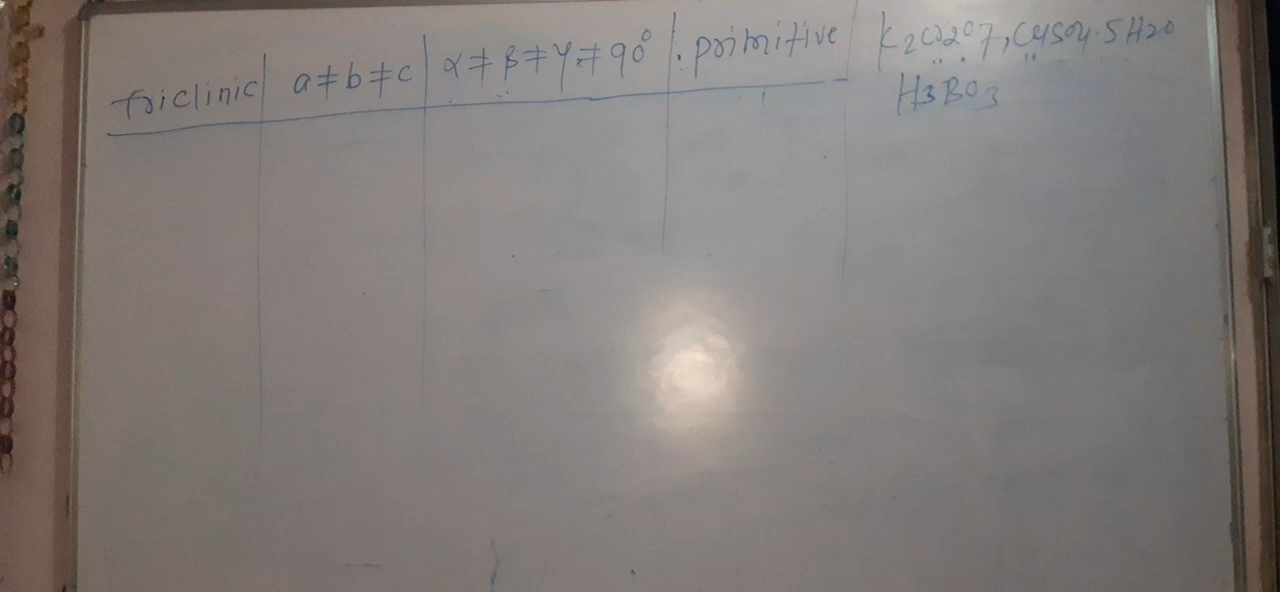 triclinic a≠b≠c α≠β≠γ≠90° primitive K2Cr2O7, CuSO4.5H2O
H3BO3